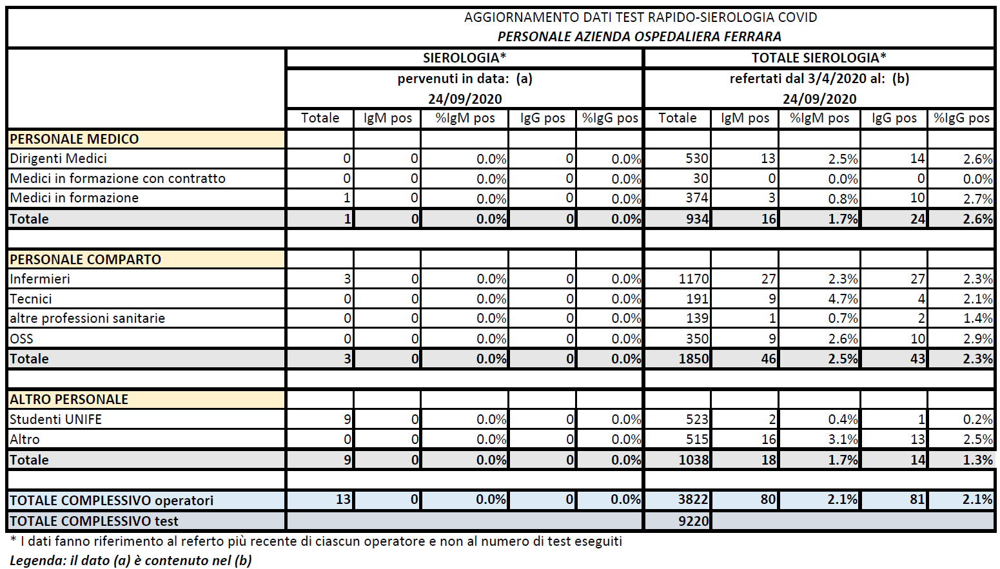 AGGIORNAMENTO DATI TEST RAPIDO-SIEROLOGIA COVID
PERSONALE AZIENDA OSPEDALIERA FERRARA
SIEROLOGIA* TOTALE SIEROLOGIA*
pervenuti in data: (a) refertati dal 3/4/2020 al: (b)
24/09/2020 24/09/2020
Totale IgM pos %IgM pos IgG pos %IgG pos Totale IgM pos %IgM pos IgG pos %IgG pos
PERSONALE MEDICO
Dirigenti Medici 0 0 0.0% 0 0.0% 530 13 2.5% 14 2.6%
Medici in formazione con contratto 0 0 0.0% 0 0.0% 30 0 0.0% 0 0.0%
Medici in formazione 1 0 0.0% 0 0.0% 374 3 0.8% 10 2.7%
Totale 1 0 0.0% 0 0.0% 934 16 1.7% 24 2.6%
PERSONALE COMPARTO
Infermieri 3 0 0.0% 0 0.0% 1170 27 2.3% 27 2.3%
Tecnici 0 0 0.0% 0 0.0% 191 9 4.7% 4 2.1%
altre professioni sanitarie 0 0 0.0% 0 0.0% 139 1 0.7% 2 1.4%
OSS 0 0 0.0% 0 0.0% 350 9 2.6% 10 2.9%
Totale 3 0 0.0% 0 0.0% 1850 46 2.5% 43 2.3%
ALTRO PERSONALE
Studenti UNIFE 9 0 0.0% 0 0.0% 523 2 0.4% 1 0.2%
Altro 0 0 0.0% 0 0.0% 515 16 3.1% 13 2.5%
Totale 9 0 0.0% 0 0.0% 1038 18 1.7% 14 1.3%
TOTALE COMPLESSIVO operatori 13 0 0.0% 0 0.0% 3822 80 2.1% 81 2.1%
TOTALE COMPLESSIVO test 9220
* I dati fanno riferimento al referto più recente di ciascun operatore e non al numero di test eseguiti
Legenda: il dato (a) è contenuto nel (b)